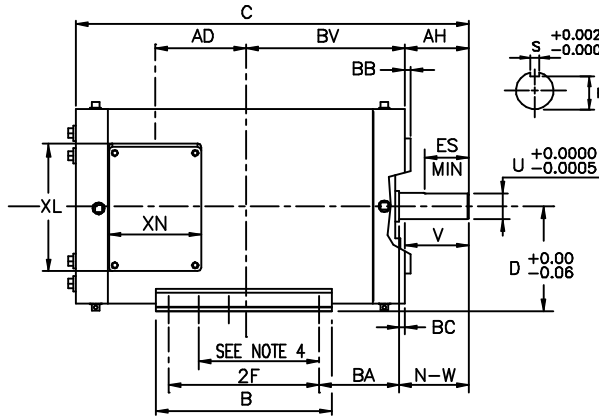 C
AD
BV
AH
BB
S
+0.002
-0.000
ES
MIN
U +0.0000
-0.0005
XL
XN
V
D +0.00
-0.06
BC
SEE NOTE 4
2F
BA
N-W
B